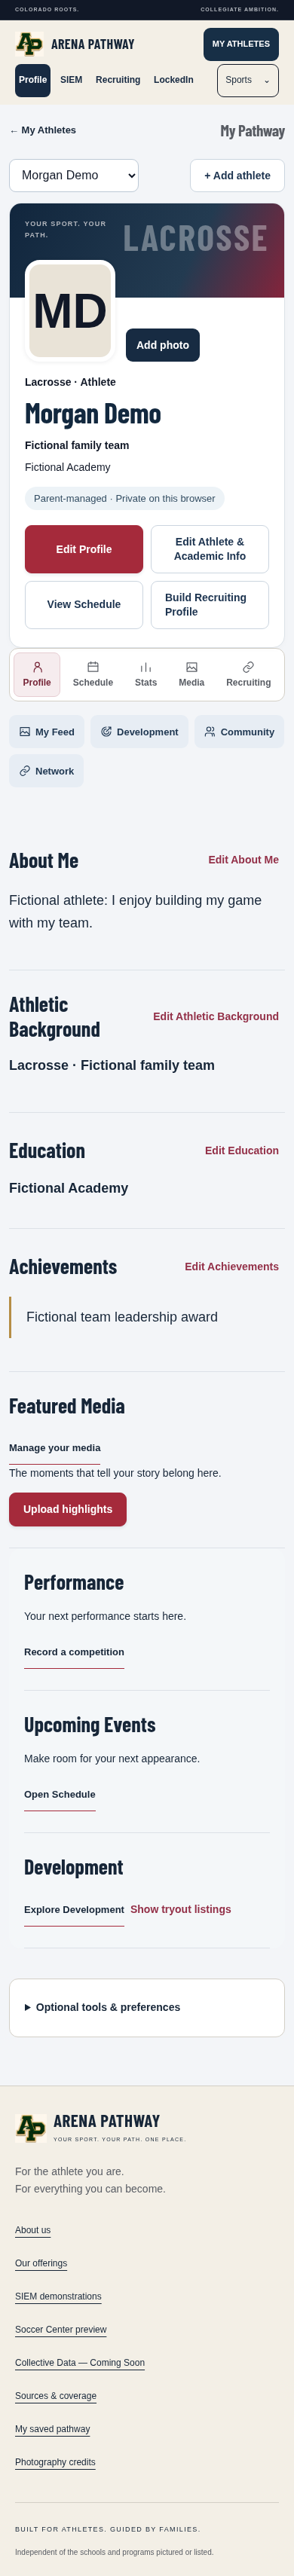 COLORADO ROOTS. COLLEGIATE AMBITION.
AP ARENA PATHWAY MY ATHLETES
Profile SIEM Recruiting LockedIn Sports
← My Athletes My Pathway
Morgan Demo + Add athlete
YOUR SPORT. YOUR
PATH.
LACROSSE
MD
Add photo
Lacrosse · Athlete
Morgan Demo
Fictional family team
Fictional Academy
Parent-managed · Private on this browser
Edit Profile
Edit Athlete &
Academic Info
View Schedule
Build Recruiting
Profile
Profile Schedule Stats Media Recruiting
My Feed Development Community
Network
About Me Edit About Me
Fictional athlete: I enjoy building my game
with my team.
Athletic
Background
Edit Athletic Background
Lacrosse · Fictional family team
Education Edit Education
Fictional Academy
Achievements Edit Achievements
Fictional team leadership award
Featured Media
Manage your media
The moments that tell your story belong here.
Upload highlights
Performance
Your next performance starts here.
Record a competition
Upcoming Events
Make room for your next appearance.
Open Schedule
Development
Explore Development Show tryout listings
Optional tools & preferences
AP ARENA PATHWAY
YOUR SPORT. YOUR PATH. ONE PLACE.
For the athlete you are.
For everything you can become.
About us
Our offerings
SIEM demonstrations
Soccer Center preview
Collective Data — Coming Soon
Sources & coverage
My saved pathway
Photography credits
BUILT FOR ATHLETES. GUIDED BY FAMILIES.
Independent of the schools and programs pictured or listed.